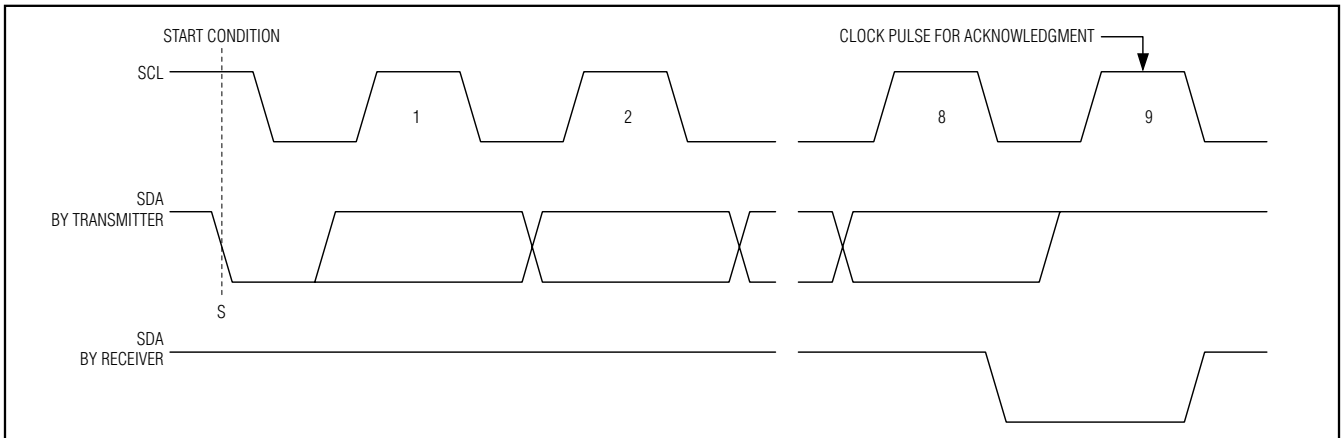 START CONDITION
CLOCK PULSE FOR ACKNOWLEDGMENT
SCL
1
2
8
9
SDA
BY TRANSMITTER
S
SDA
BY RECEIVER